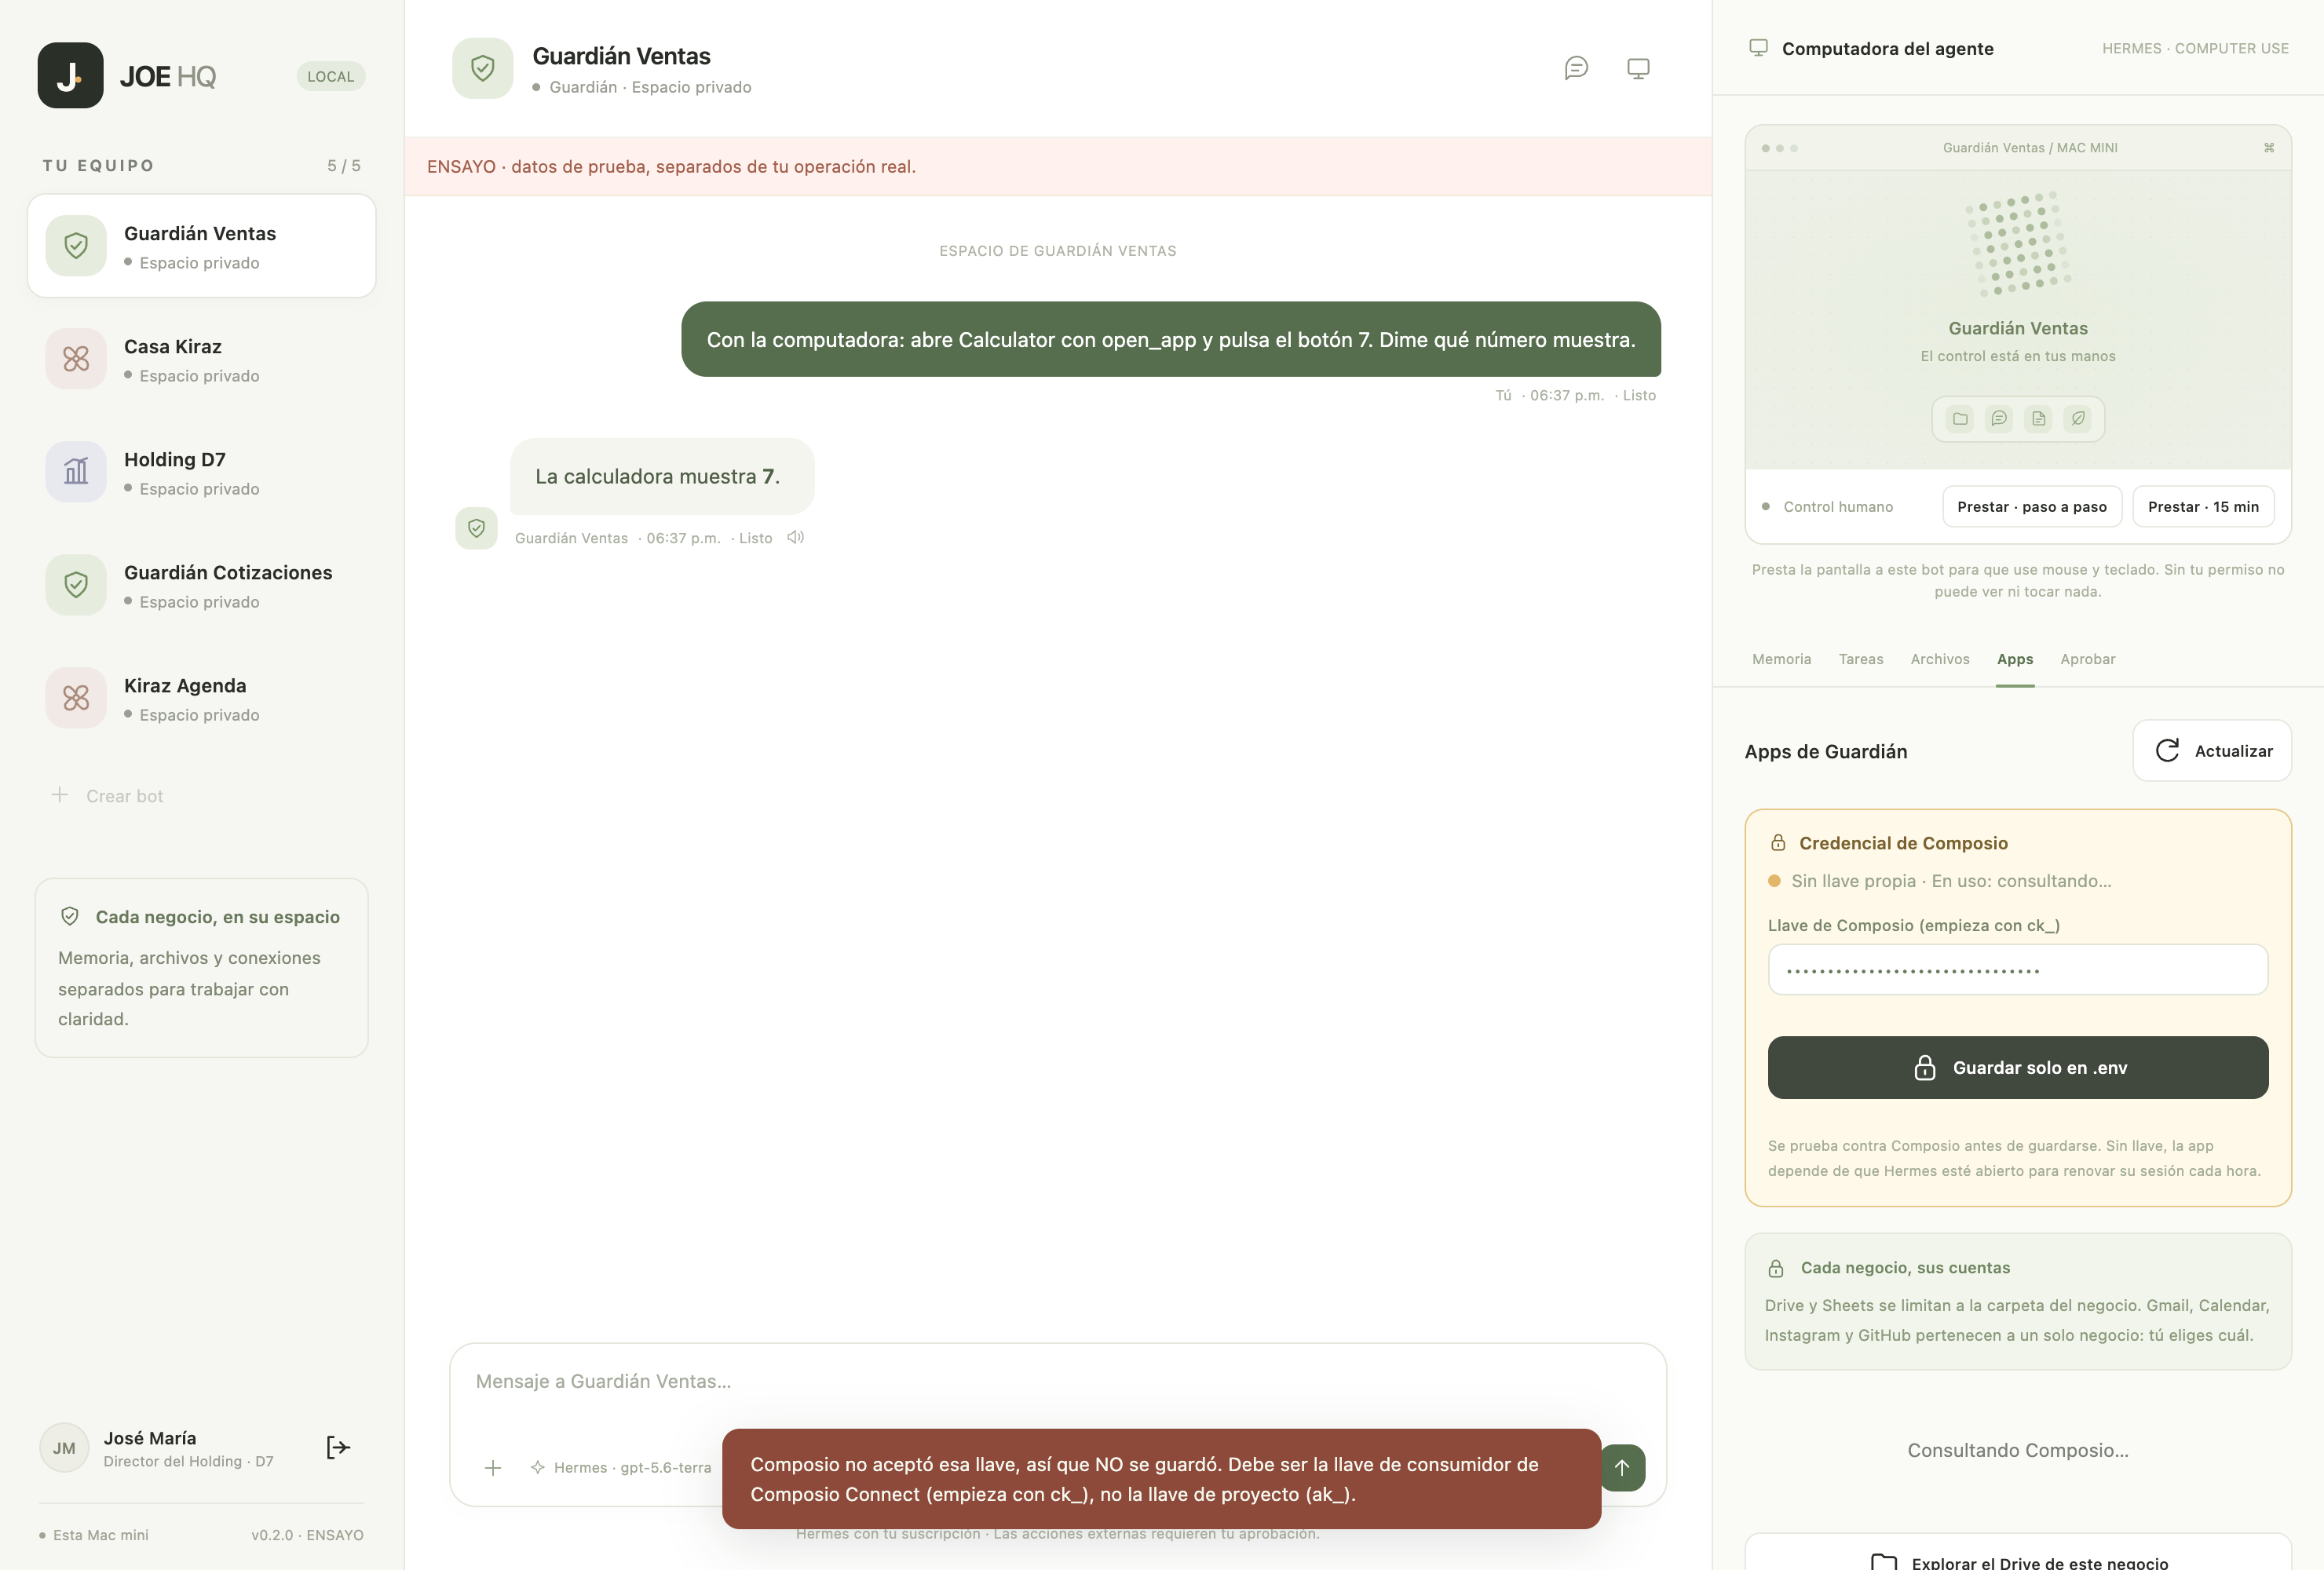 J.
JOE HQ
LOCAL
TU EQUIPO
5 / 5
Guardián Ventas
Espacio privado
Casa Kiraz
Espacio privado
Holding D7
Espacio privado
Guardián Cotizaciones
Espacio privado
Kiraz Agenda
Espacio privado
Crear bot
Cada negocio, en su espacio
Memoria, archivos y conexiones
separados para trabajar con
claridad.
JM
José María
Director del Holding · D7
Esta Mac mini
v0.2.0 · ENSAYO
Guardián Ventas
Guardián · Espacio privado
ENSAYO · datos de prueba, separados de tu operación real.
ESPACIO DE GUARDIÁN VENTAS
Con la computadora: abre Calculator con open_app y pulsa el botón 7. Dime qué número muestra.
Tú · 06:37 p.m. · Listo
La calculadora muestra 7.
Guardián Ventas · 06:37 p.m. · Listo
Mensaje a Guardián Ventas...
Hermes · gpt-5.6-terra
Composio no aceptó esa llave, así que NO se guardó. Debe ser la llave de consumidor de
Composio Connect (empieza con ck_), no la llave de proyecto (ak_).
Hermes con tu suscripción · Las acciones externas requieren tu aprobación.
Computadora del agente
HERMES · COMPUTER USE
Guardián Ventas / MAC MINI
⌘
Guardián Ventas
El control está en tus manos
Control humano
Prestar · paso a paso
Prestar · 15 min
Presta la pantalla a este bot para que use mouse y teclado. Sin tu permiso no
puede ver ni tocar nada.
Memoria
Tareas
Archivos
Apps
Aprobar
Apps de Guardián
Actualizar
Credencial de Composio
Sin llave propia · En uso: consultando...
Llave de Composio (empieza con ck_)
Guardar solo en .env
Se prueba contra Composio antes de guardarse. Sin llave, la app
depende de que Hermes esté abierto para renovar su sesión cada hora.
Cada negocio, sus cuentas
Drive y Sheets se limitan a la carpeta del negocio. Gmail, Calendar,
Instagram y GitHub pertenecen a un solo negocio: tú eliges cuál.
Consultando Composio...
Explorar el Drive de este negocio